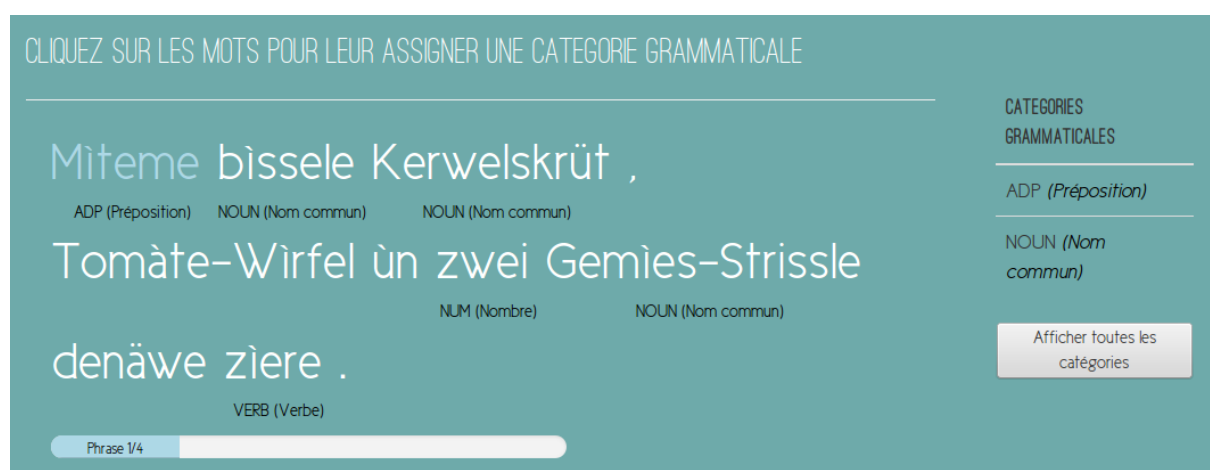 CLIQUEZ SUR LES MOTS POUR LEUR ASSIGNER UNE CATEGORIE GRAMMATICALE
Mìteme bìssele Kerwelskrüt ,
ADP (Préposition) NOUN (Nom commun) NOUN (Nom commun)
Tomàte-Wìrfel ùn zwei Gemìes-Strissle
NUM (Nombre) NOUN (Nom commun)
denäwe zìere .
VERB (Verbe)
Phrase 1/4
CATEGORIES
GRAMMATICALES
ADP (Préposition)
NOUN (Nom
commun)
Afficher toutes les
catégories